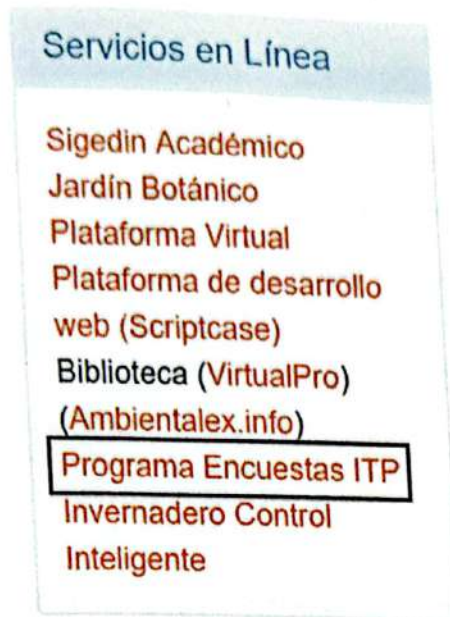 Servicios en Línea
Sigedin Académico
Jardín Botánico
Plataforma Virtual
Plataforma de desarrollo
web (Scriptcase)
Biblioteca (VirtualPro)
(Ambientalex.info)
Programa Encuestas ITP
Invernadero Control
Inteligente